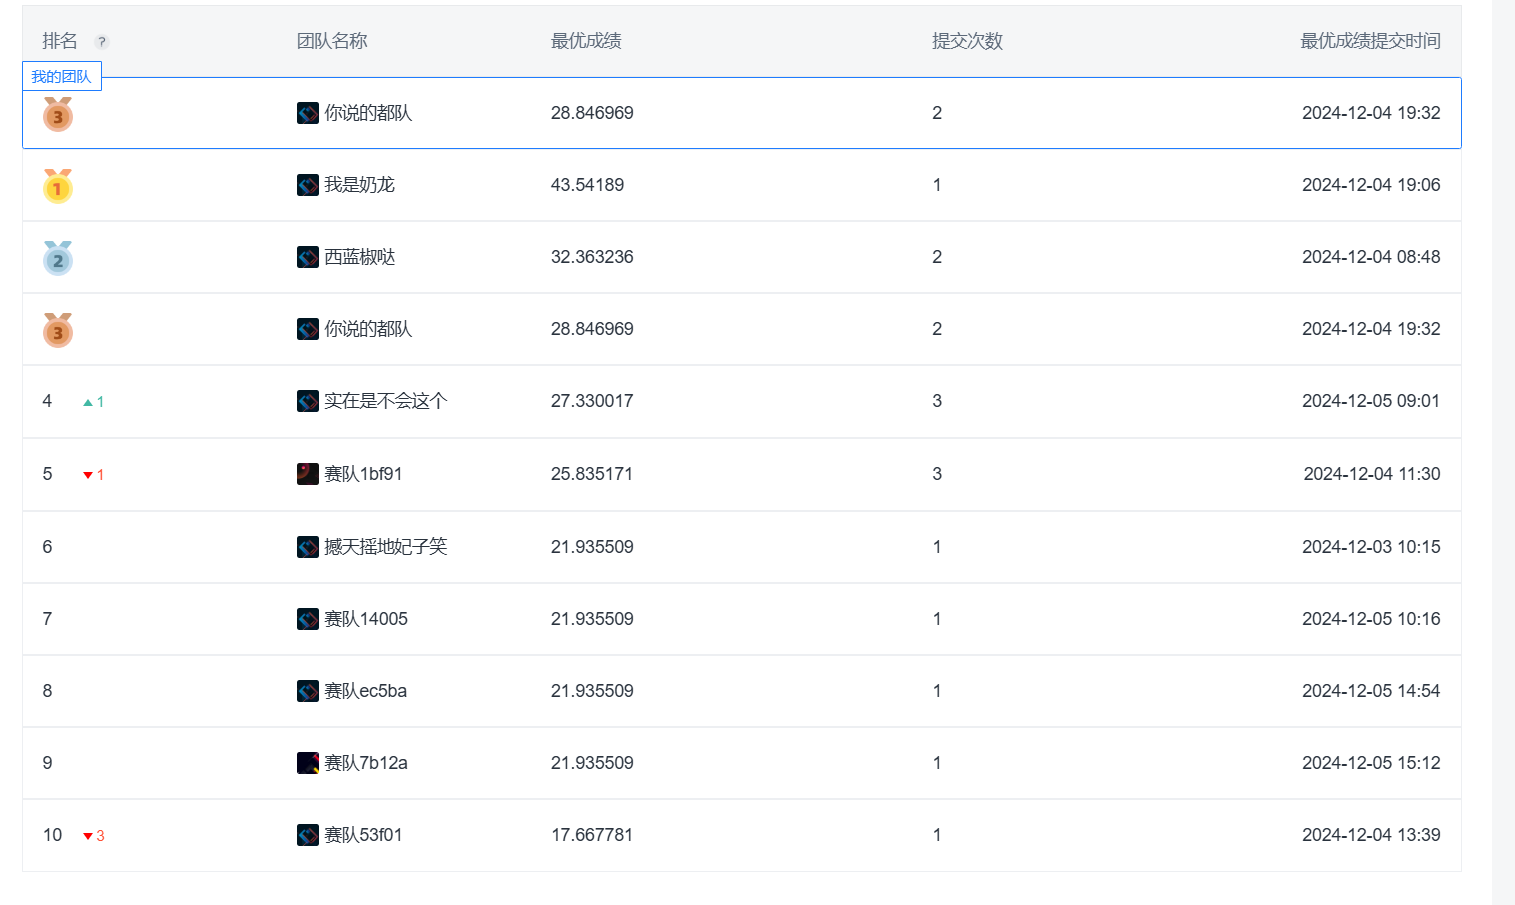 排名 ? 团队名称 最优成绩 提交次数 最优成绩提交时间
我的团队
3 你说的都队 28.846969 2 2024-12-04 19:32
1 我是奶龙 43.54189 1 2024-12-04 19:06
2 西蓝椒哒 32.363236 2 2024-12-04 08:48
3 你说的都队 28.846969 2 2024-12-04 19:32
4 1 实在是不会这个 27.330017 3 2024-12-05 09:01
5 1 赛队1bf91 25.835171 3 2024-12-04 11:30
6 撼天摇地妃子笑 21.935509 1 2024-12-03 10:15
7 赛队14005 21.935509 1 2024-12-05 10:16
8 赛队ec5ba 21.935509 1 2024-12-05 14:54
9 赛队7b12a 21.935509 1 2024-12-05 15:12
10 3 赛队53f01 17.667781 1 2024-12-04 13:39